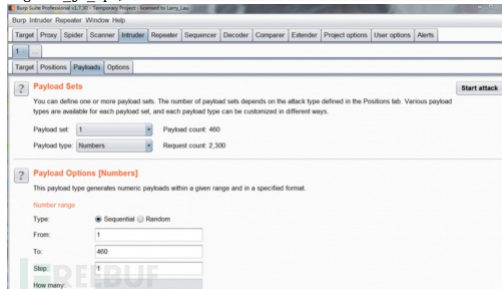 Burp Suite Professional v1.7.30 - Temporary Project - licensed to Larry_Lau
Burp Intruder Repeater Window Help
Target Proxy Spider Scanner Intruder Repeater Sequencer Decoder Comparer Extender Project options User options Alerts
1 ...
Target Positions Payloads Options
? Payload Sets Start attack
You can define one or more payload sets. The number of payload sets depends on the attack type defined in the Positions tab. Various payload
types are available for each payload set, and each payload type can be customized in different ways.
Payload set: 1 Payload count: 460
Payload type: Numbers Request count: 2,300
? Payload Options [Numbers]
This payload type generates numeric payloads within a given range and in a specified format.
Number range
Type: Sequential Random
From: 1
To: 460
Step: 1
How many:
FREEBUF